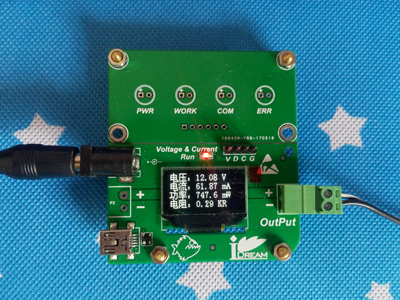 PWR WORK COM ERR
Voltage & Current
Run
V D C G
电压: 12.08 V
电流: 61.87 mA
功率: 747.6 mW
电阻: 0.29 KR
+ +
- -
OutPut
iDREAM